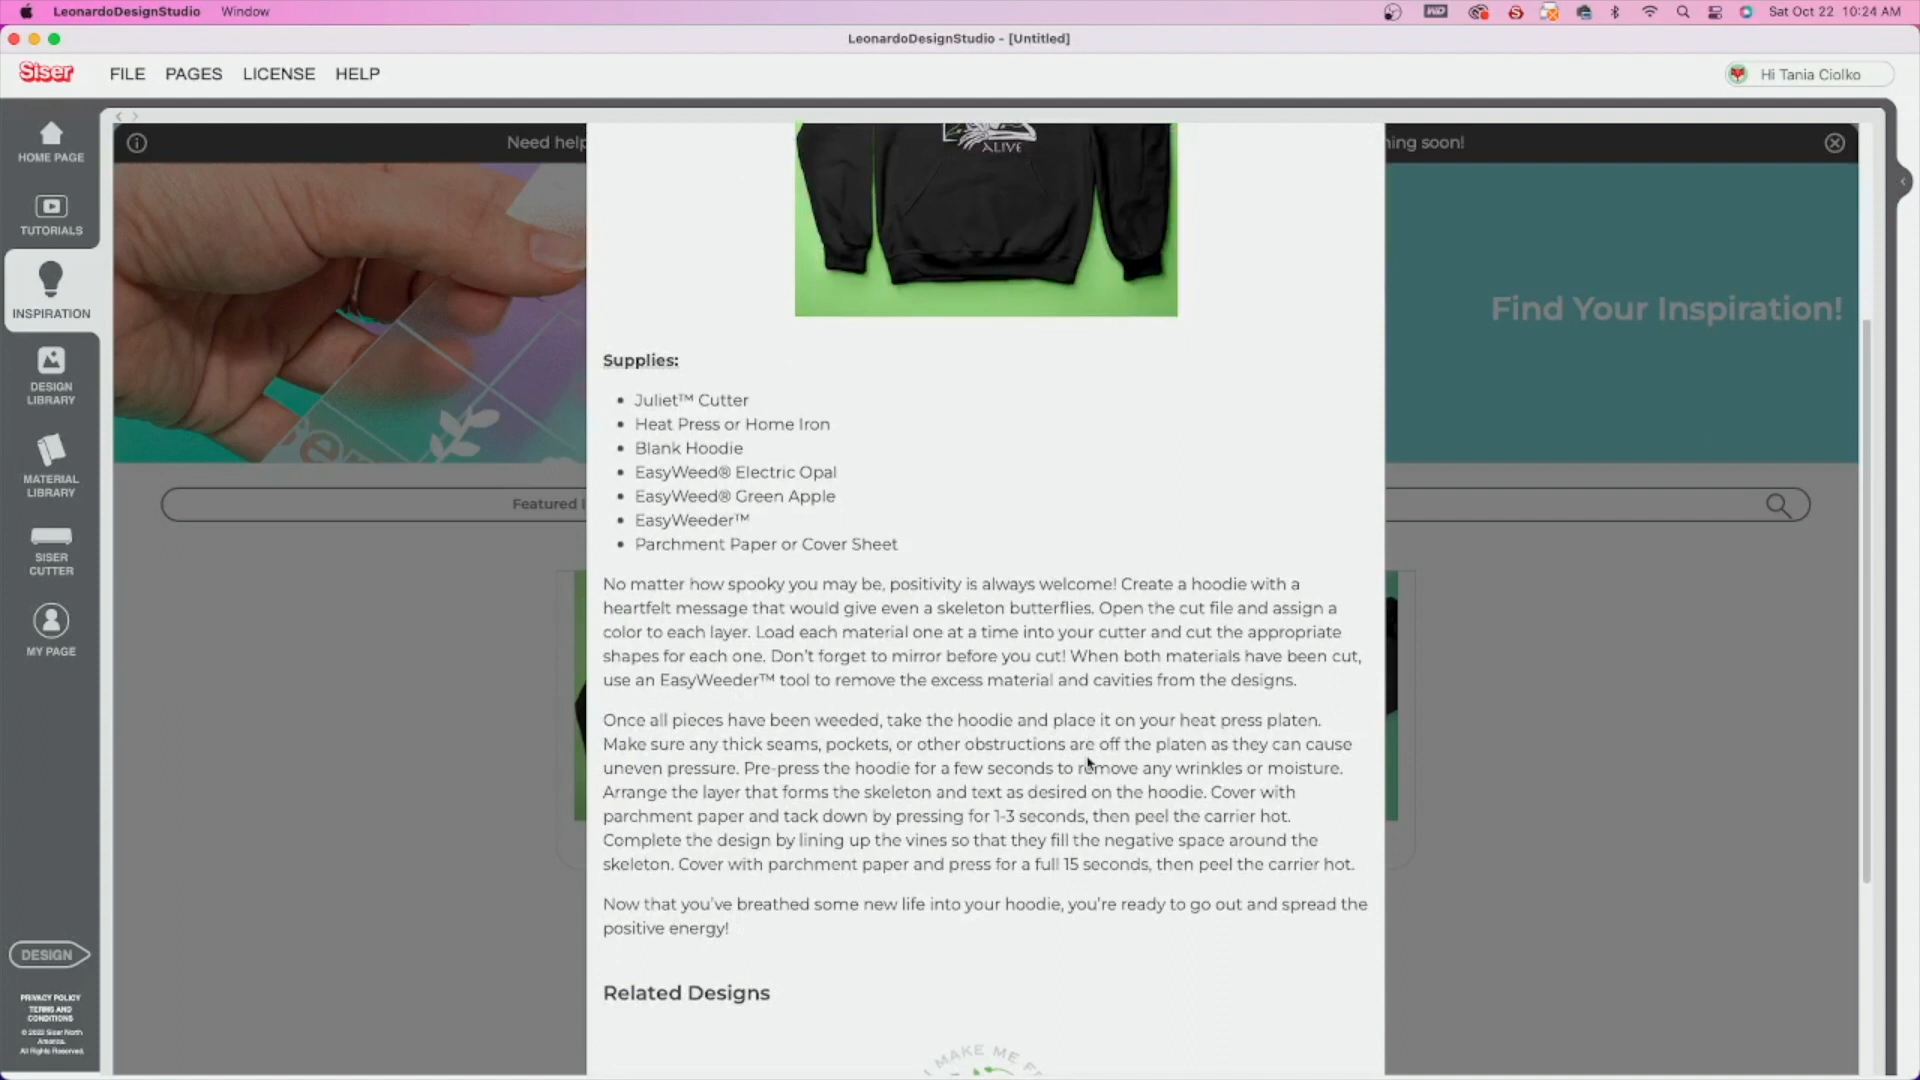 LeonardoDesignStudio Window
Sat Oct 22 10:24 AM
LeonardoDesignStudio - [Untitled]
Siser
FILE PAGES LICENSE HELP
Hi Tania Ciolko
HOME PAGE
TUTORIALS
INSPIRATION
DESIGN
LIBRARY
MATERIAL
LIBRARY
SISER
CUTTER
MY PAGE
DESIGN
PRIVACY POLICY
TERMS AND
CONDITIONS
© 2022 Siser North
America.
All Rights Reserved.
Need help
ing soon!
Find Your Inspiration!
Featured I
ALIVE
Supplies:
• Juliet™ Cutter
• Heat Press or Home Iron
• Blank Hoodie
• EasyWeed® Electric Opal
• EasyWeed® Green Apple
• EasyWeeder™
• Parchment Paper or Cover Sheet
No matter how spooky you may be, positivity is always welcome! Create a hoodie with a
heartfelt message that would give even a skeleton butterflies. Open the cut file and assign a
color to each layer. Load each material one at a time into your cutter and cut the appropriate
shapes for each one. Don't forget to mirror before you cut! When both materials have been cut,
use an EasyWeeder™ tool to remove the excess material and cavities from the designs.
Once all pieces have been weeded, take the hoodie and place it on your heat press platen.
Make sure any thick seams, pockets, or other obstructions are off the platen as they can cause
uneven pressure. Pre-press the hoodie for a few seconds to remove any wrinkles or moisture.
Arrange the layer that forms the skeleton and text as desired on the hoodie. Cover with
parchment paper and tack down by pressing for 1-3 seconds, then peel the carrier hot.
Complete the design by lining up the vines so that they fill the negative space around the
skeleton. Cover with parchment paper and press for a full 15 seconds, then peel the carrier hot.
Now that you've breathed some new life into your hoodie, you're ready to go out and spread the
positive energy!
Related Designs
MAKE ME F